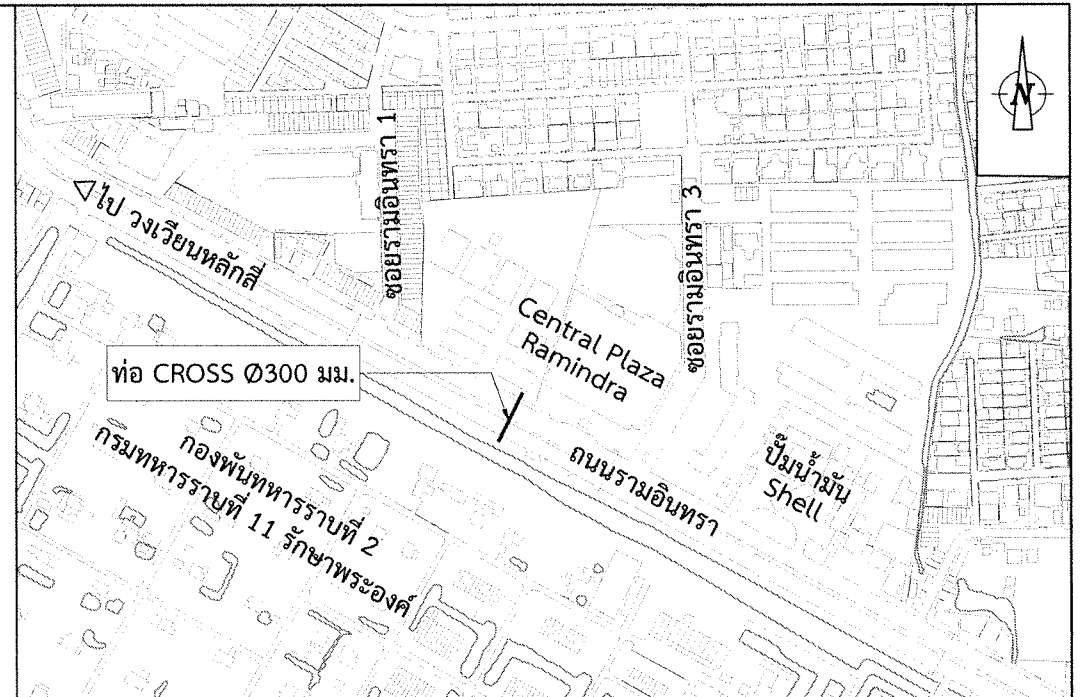 N
ซอยรามอินทรา 1
ซอยรามอินทรา 3
ไป วงเวียนหลักสี่
Central Plaza
Ramindra
ท่อ CROSS Ø300 มม.
กองพันทหารราบที่ 2
กรมทหารราบที่ 11 รักษาพระองค์
ถนนรามอินทรา
ปั๊มน้ำมัน
Shell